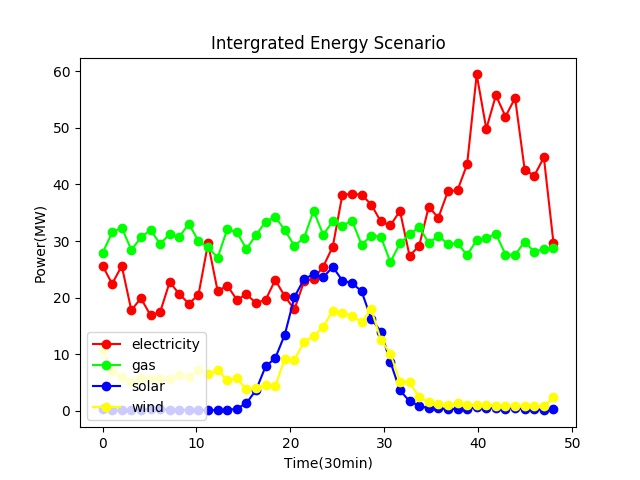 Intergrated Energy Scenario
Power(MW)
60
50
40
30
20
10
0
electricity
gas
solar
wind
0 10 20 30 40 50
Time(30min)